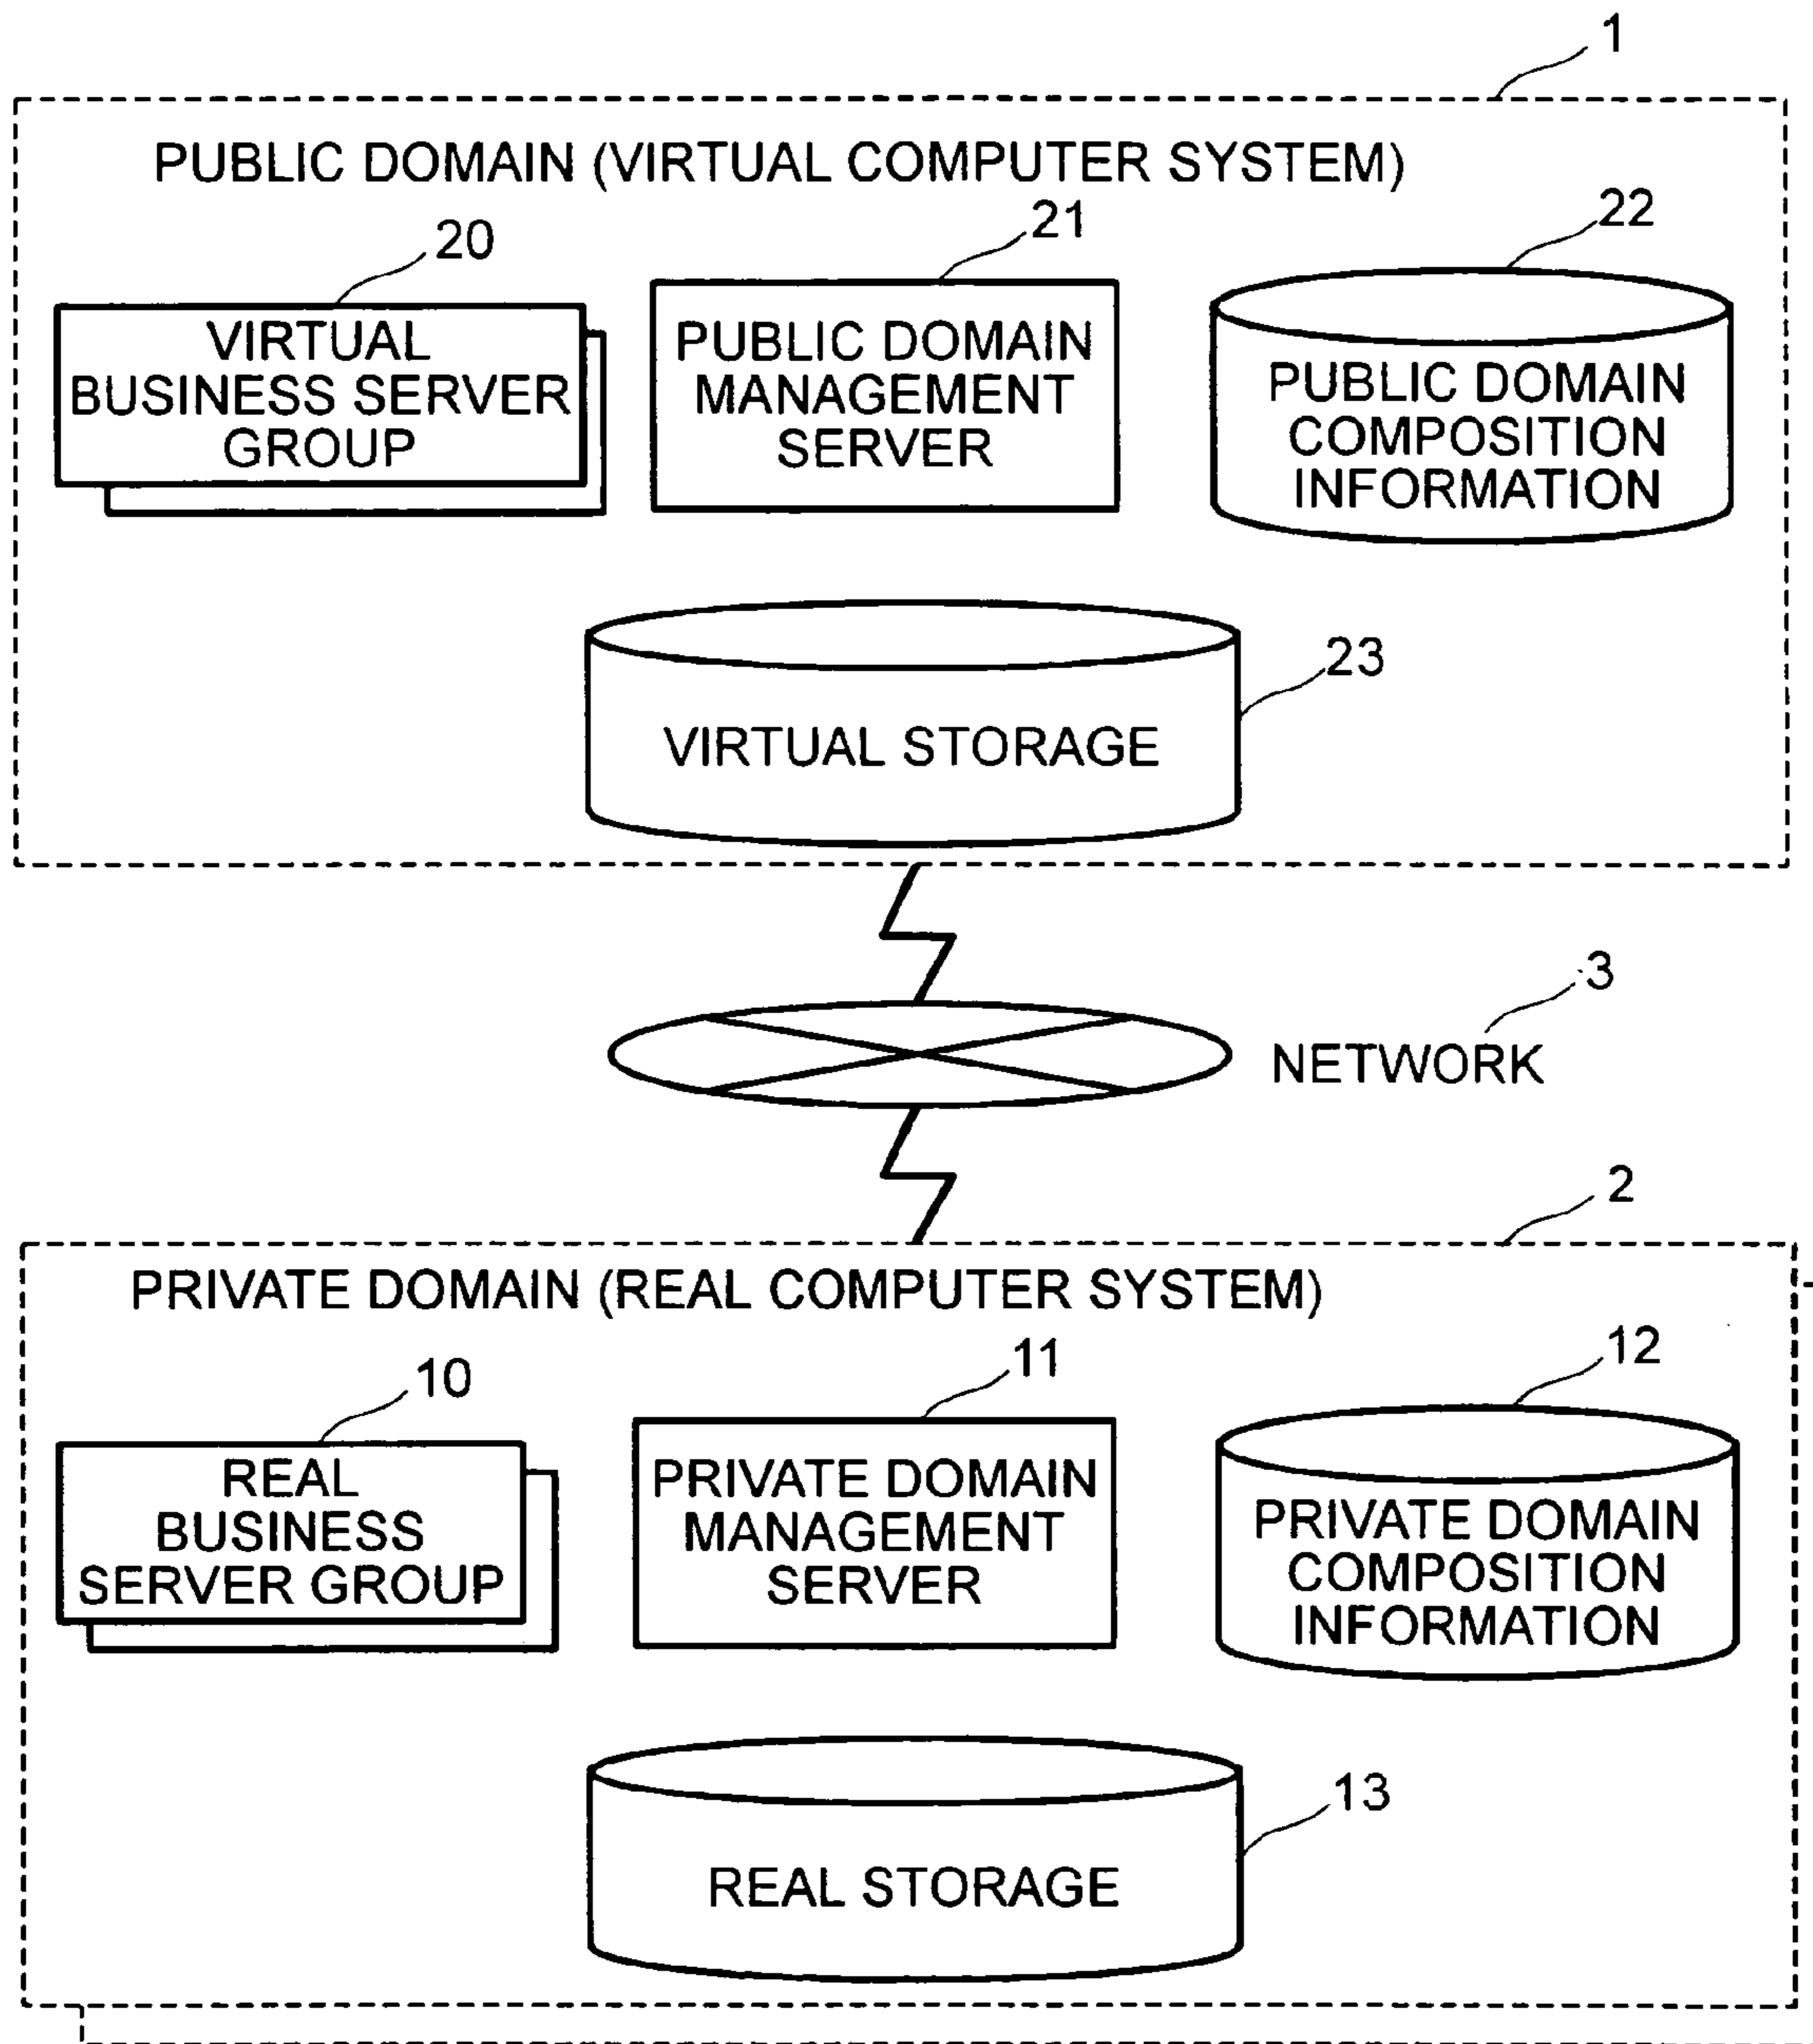 1
PUBLIC DOMAIN (VIRTUAL COMPUTER SYSTEM)
20
21
22
VIRTUAL
BUSINESS SERVER
GROUP
PUBLIC DOMAIN
MANAGEMENT
SERVER
PUBLIC DOMAIN
COMPOSITION
INFORMATION
23
VIRTUAL STORAGE
3
NETWORK
2
PRIVATE DOMAIN (REAL COMPUTER SYSTEM)
10
11
12
REAL
BUSINESS
SERVER GROUP
PRIVATE DOMAIN
MANAGEMENT
SERVER
PRIVATE DOMAIN
COMPOSITION
INFORMATION
13
REAL STORAGE